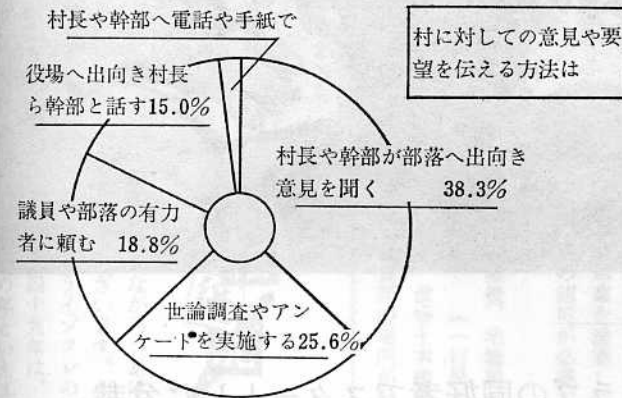 村長や幹部へ電話や手紙で
村に対しての意見や要
望を伝える方法は
役場へ出向き村長
ら幹部と話す15.0%
村長や幹部が部落へ出向き
意見を聞く 38.3%
議員や部落の有力
者に頼む 18.8%
世論調査やアン
ケートを実施する25.6%